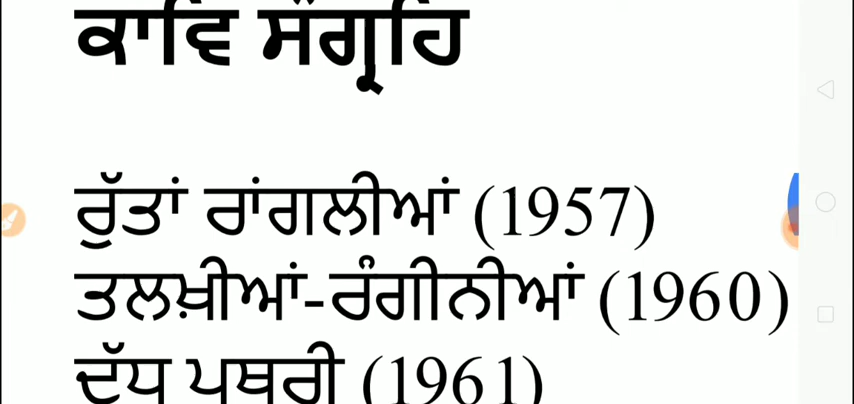 ਕਾਵਿ ਸੰਗ੍ਰਹਿ
ਰੁੱਤਾਂ ਰਾਂਗਲੀਆਂ (1957)
ਤਲਖ਼ੀਆਂ-ਰੰਗੀਨੀਆਂ (1960)
ਦੁੱਧ ਪਥਰੀ (1961)